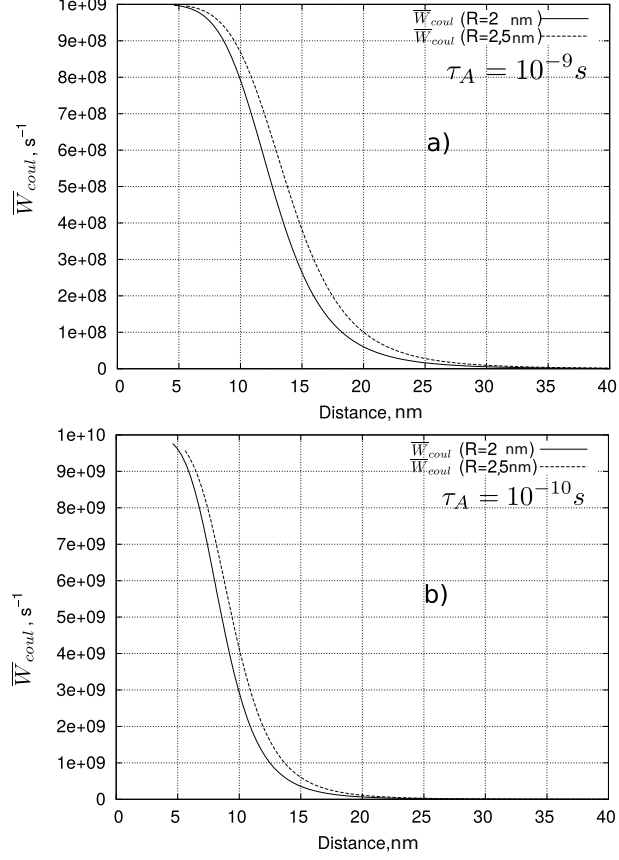 1e+09
9e+08
8e+08
7e+08
6e+08
5e+08
4e+08
3e+08
2e+08
1e+08
0
W̅coul, s⁻¹
W̅coul (R=2 nm)
W̅coul (R=2,5nm)
τA = 10⁻⁹s
a)
0 5 10 15 20 25 30 35 40
Distance, nm
1e+10
9e+09
8e+09
7e+09
6e+09
5e+09
4e+09
3e+09
2e+09
1e+09
0
W̅coul, s⁻¹
W̅coul (R=2 nm)
W̅coul (R=2,5nm)
τA = 10⁻¹⁰s
b)
0 5 10 15 20 25 30 35 40
Distance,nm